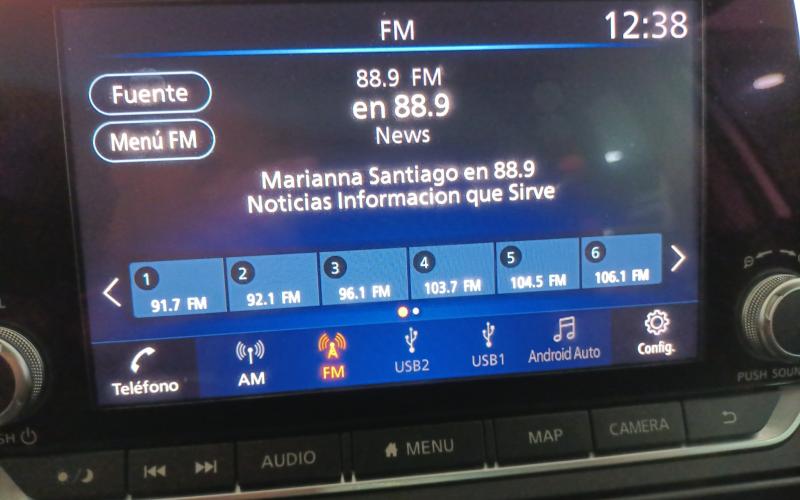 FM
12:38
Fuente
88.9 FM
en 88.9
Menú FM
News
Marianna Santiago en 88.9
Noticias Informacion que Sirve
1
91.7 FM
2
92.1 FM
3
96.1 FM
4
103.7 FM
5
104.5 FM
6
106.1 FM
Teléfono
AM
FM
USB2
USB1
Android Auto
Config.
PUSH SOUN
SH
AUDIO
MENU
MAP
CAMERA